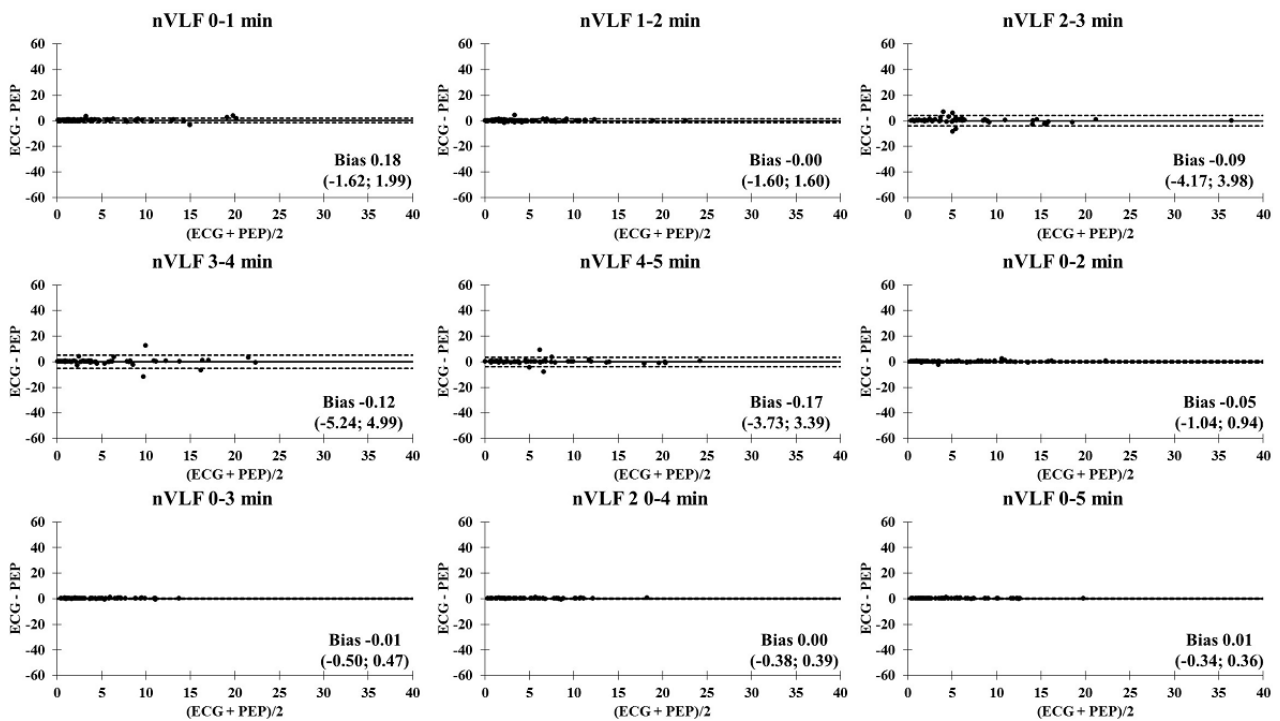 nVLF 0-1 min
ECG - PEP
60
40
20
0
-20
-40
-60
Bias 0.18
(-1.62; 1.99)
0 5 10 15 20 25 30 35 40
(ECG + PEP)/2
nVLF 1-2 min
ECG - PEP
60
40
20
0
-20
-40
-60
Bias -0.00
(-1.60; 1.60)
0 5 10 15 20 25 30 35 40
(ECG + PEP)/2
nVLF 2-3 min
ECG - PEP
60
40
20
0
-20
-40
-60
Bias -0.09
(-4.17; 3.98)
0 5 10 15 20 25 30 35 40
(ECG + PEP)/2
nVLF 3-4 min
ECG - PEP
60
40
20
0
-20
-40
-60
Bias -0.12
(-5.24; 4.99)
0 5 10 15 20 25 30 35 40
(ECG + PEP)/2
nVLF 4-5 min
ECG - PEP
60
40
20
0
-20
-40
-60
Bias -0.17
(-3.73; 3.39)
0 5 10 15 20 25 30 35 40
(ECG + PEP)/2
nVLF 0-2 min
ECG - PEP
60
40
20
0
-20
-40
-60
Bias -0.05
(-1.04; 0.94)
0 5 10 15 20 25 30 35 40
(ECG + PEP)/2
nVLF 0-3 min
ECG - PEP
60
40
20
0
-20
-40
-60
Bias -0.01
(-0.50; 0.47)
0 5 10 15 20 25 30 35 40
(ECG + PEP)/2
nVLF 2 0-4 min
ECG - PEP
60
40
20
0
-20
-40
-60
Bias 0.00
(-0.38; 0.39)
0 5 10 15 20 25 30 35 40
(ECG + PEP)/2
nVLF 0-5 min
ECG - PEP
60
40
20
0
-20
-40
-60
Bias 0.01
(-0.34; 0.36)
0 5 10 15 20 25 30 35 40
(ECG + PEP)/2